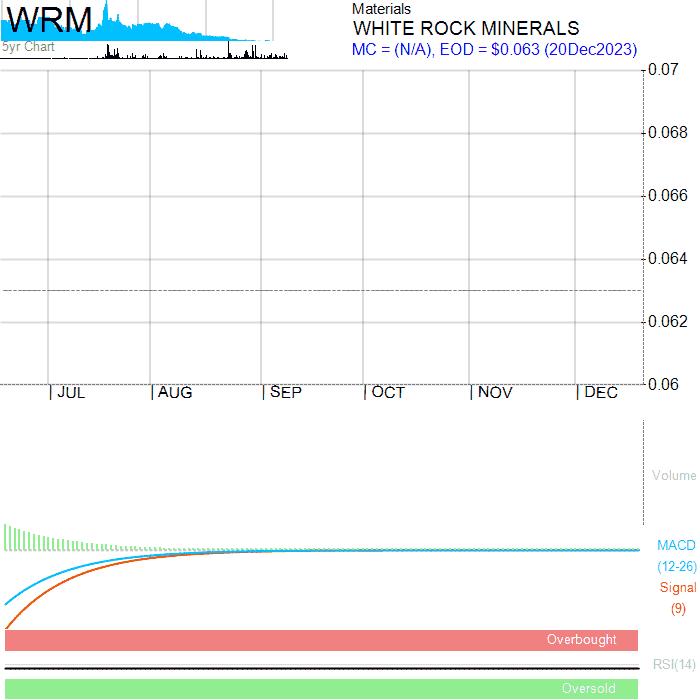 WRM
5yr Chart
Materials
WHITE ROCK MINERALS
MC = (N/A), EOD = $0.063 (20Dec2023)
0.07
0.068
0.066
0.064
0.062
0.06
JUL AUG SEP OCT NOV DEC
Volume
MACD
(12-26)
Signal
(9)
Overbought
RSI(14)
Oversold